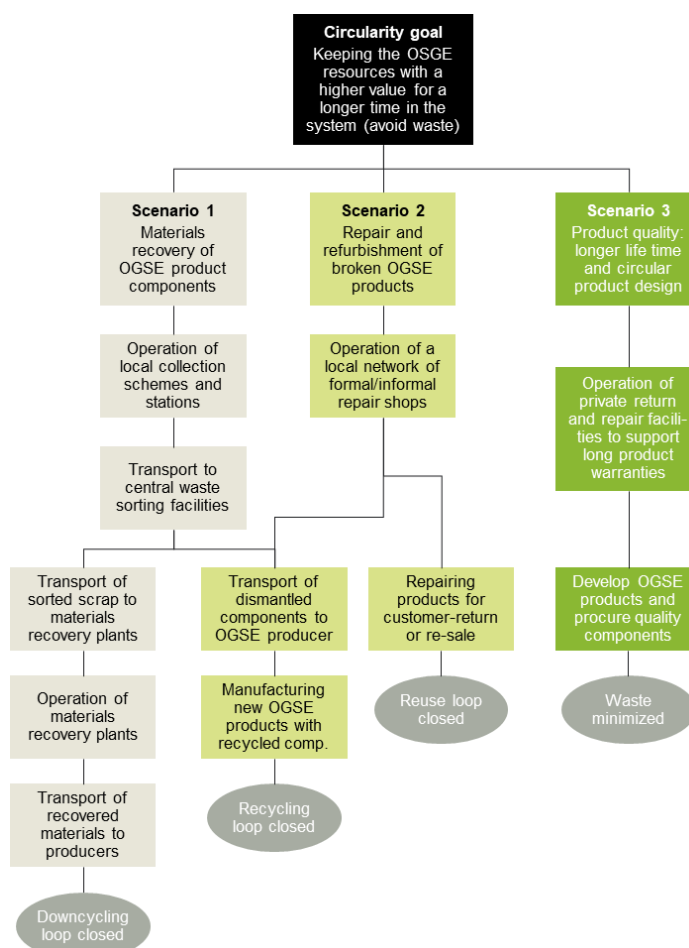 Circularity goal
Keeping the OSGE
resources with a
higher value for a
longer time in the
system (avoid waste)
Scenario 1
Materials
recovery of
OGSE product
components
Scenario 2
Repair and
refurbishment of
broken OGSE
products
Scenario 3
Product quality:
longer life time
and circular
product design
Operation of
local collection
schemes and
stations
Operation of a
local network of
formal/informal
repair shops
Operation of
private return
and repair facili-
ties to support
long product
warranties
Transport to
central waste
sorting facilities
Transport of
sorted scrap to
materials
recovery plants
Transport of
dismantled
components to
OGSE producer
Repairing
products for
customer-return
or re-sale
Develop OGSE
products and
procure quality
components
Operation of
materials
recovery plants
Manufacturing
new OGSE
products with
recycled comp.
Reuse loop
closed
Waste
minimized
Transport of
recovered
materials to
producers
Recycling
loop closed
Downcycling
loop closed